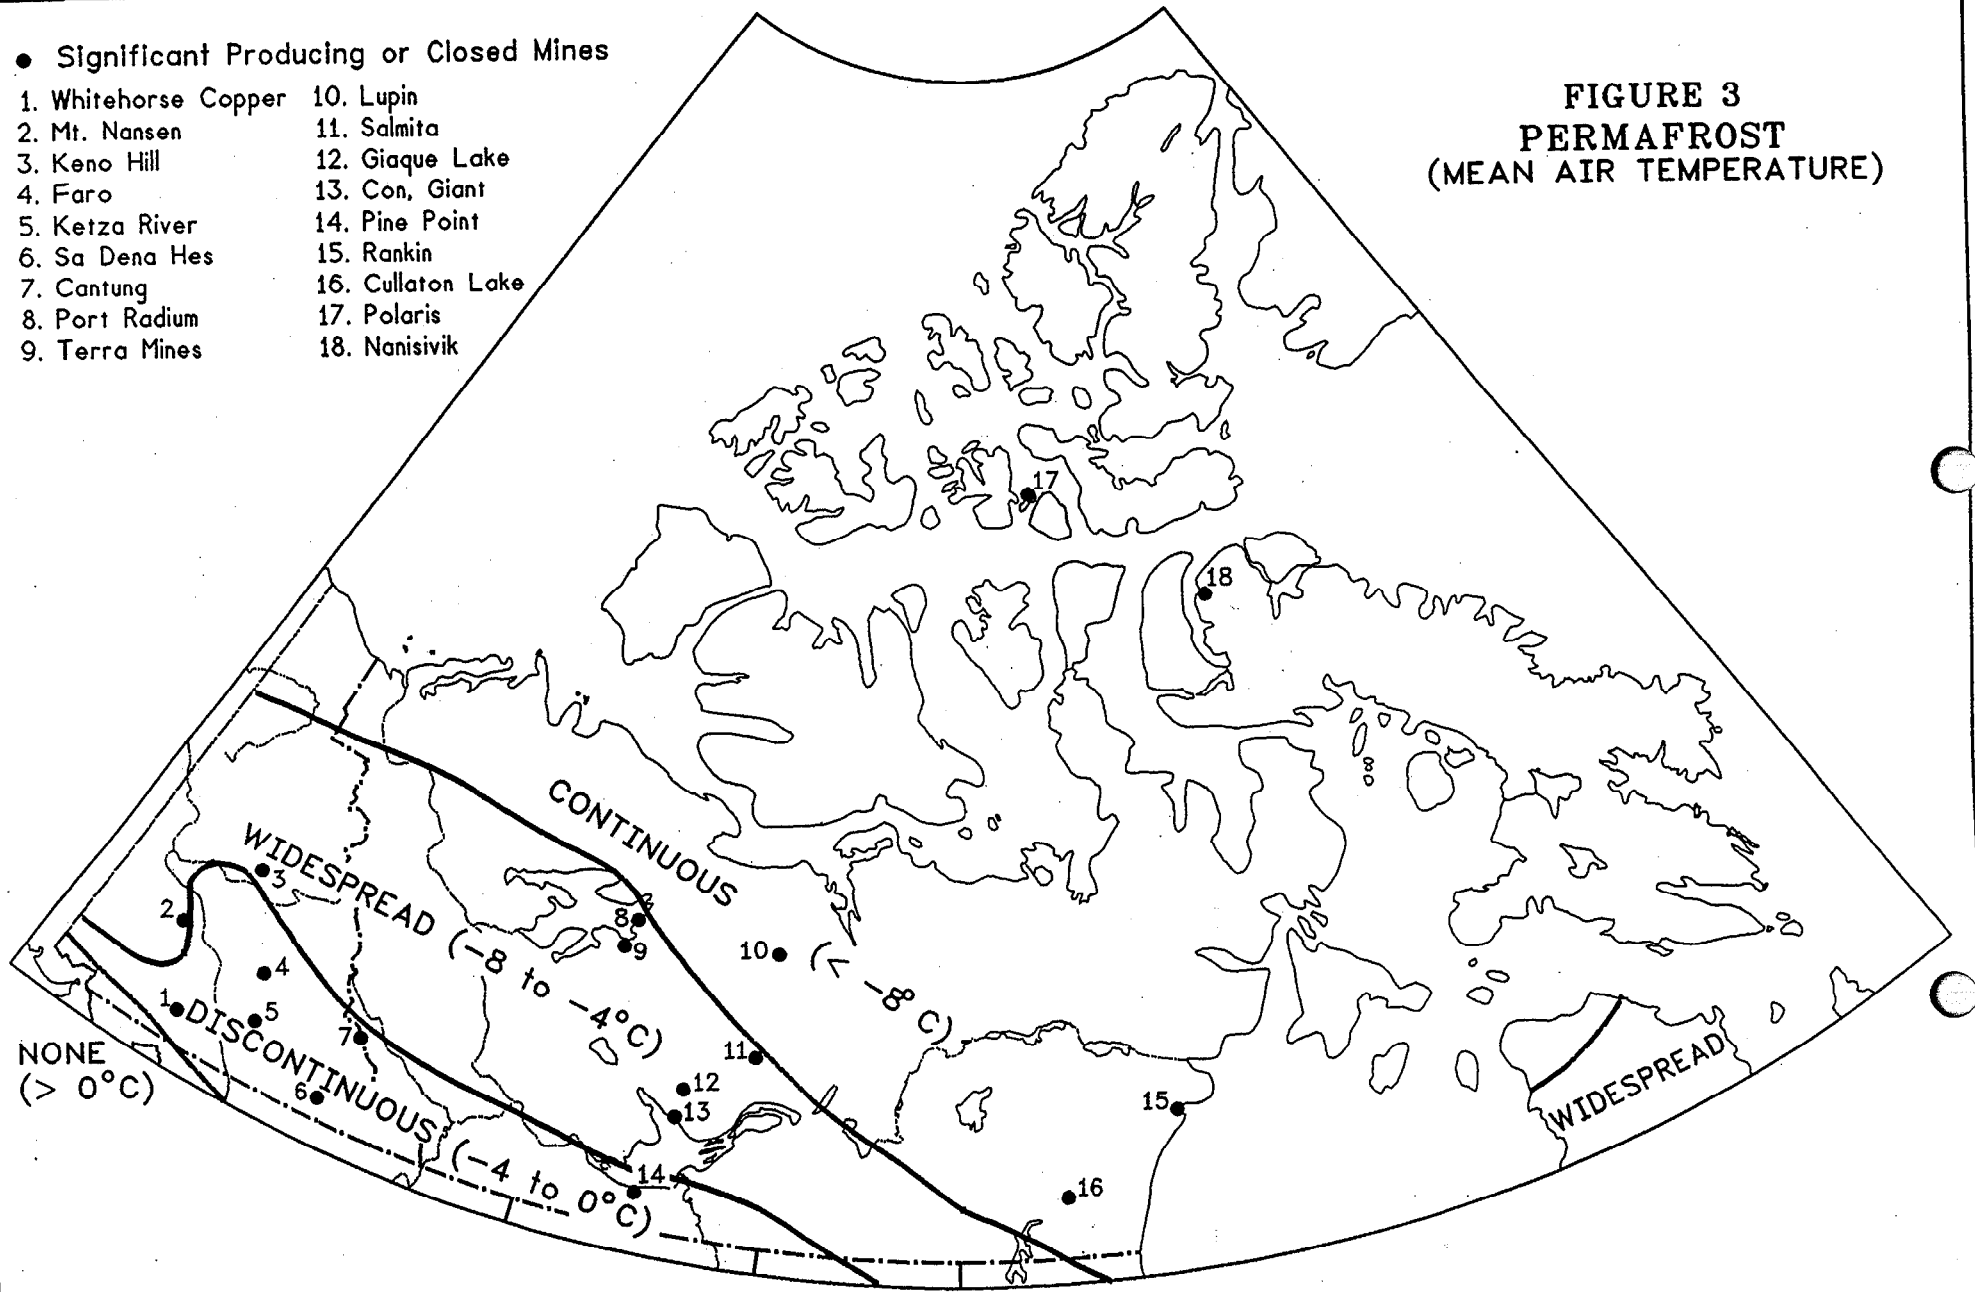 ● Significant Producing or Closed Mines
1. Whitehorse Copper
2. Mt. Nansen
3. Keno Hill
4. Faro
5. Ketza River
6. Sa Dena Hes
7. Cantung
8. Port Radium
9. Terra Mines
10. Lupin
11. Salmita
12. Giaque Lake
13. Con, Giant
14. Pine Point
15. Rankin
16. Cullaton Lake
17. Polaris
18. Nanisivik
FIGURE 3
PERMAFROST
(MEAN AIR TEMPERATURE)
17
18
CONTINUOUS (< -8°C)
WIDESPREAD (-8 to -4°C)
3
2
8
9
10
4
1
5
DISCONTINUOUS (-4 to 0°C)
7
NONE
(> 0°C)
6
11
12
13
14
15
16
WIDESPREAD